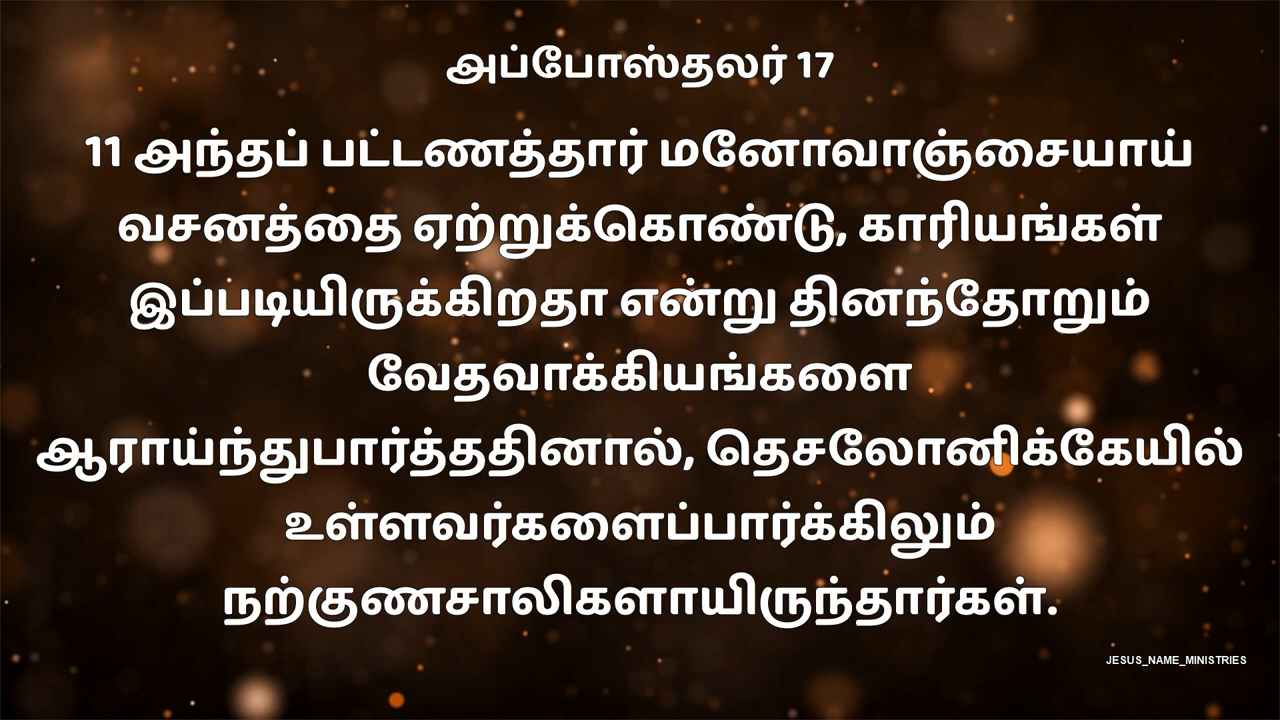 அப்போஸ்தலர் 17
11 அந்தப் பட்டணத்தார் மனோவாஞ்சையாய்
வசனத்தை ஏற்றுக்கொண்டு, காரியங்கள்
இப்படியிருக்கிறதா என்று தினந்தோறும்
வேதவாக்கியங்களை
ஆராய்ந்துபார்த்ததினால், தெசலோனிக்கேயில்
உள்ளவர்களைப்பார்க்கிலும்
நற்குணசாலிகளாயிருந்தார்கள்.
JESUS_NAME_MINISTRIES